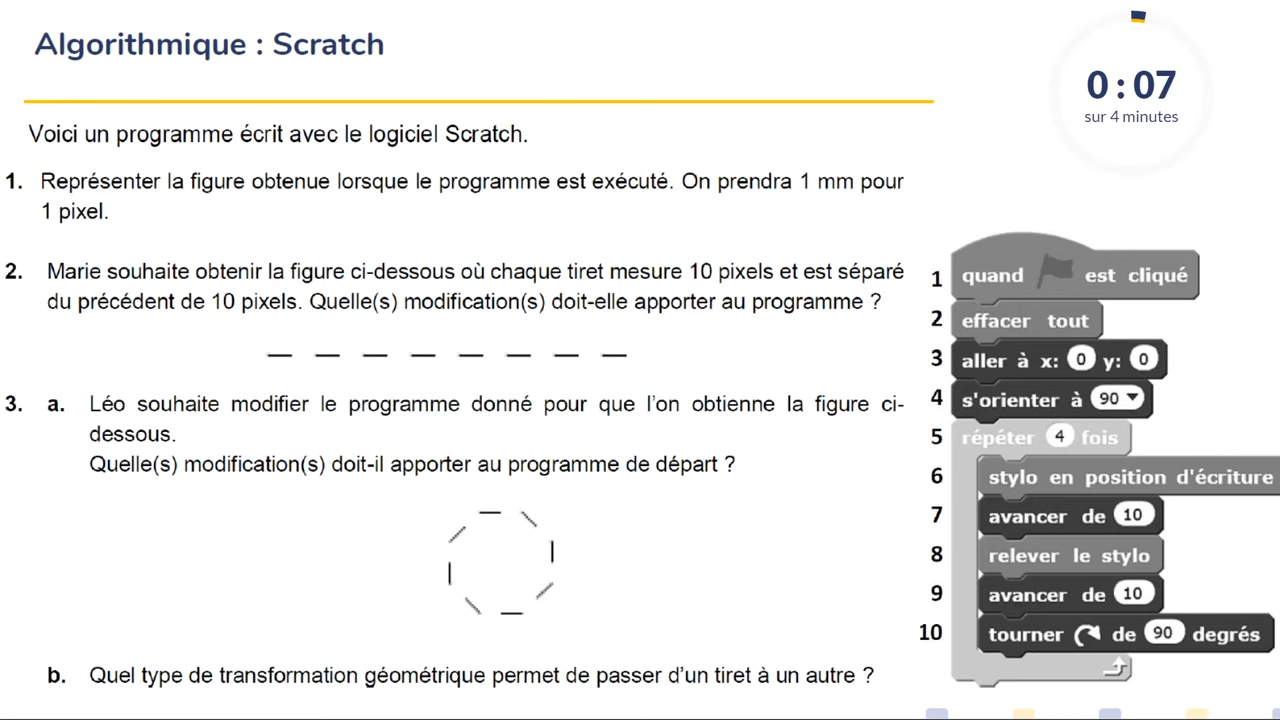 Algorithmique : Scratch
0 : 07
sur 4 minutes
Voici un programme écrit avec le logiciel Scratch.
1. Représenter la figure obtenue lorsque le programme est exécuté. On prendra 1 mm pour
1 pixel.
2. Marie souhaite obtenir la figure ci-dessous où chaque tiret mesure 10 pixels et est séparé
du précédent de 10 pixels. Quelle(s) modification(s) doit-elle apporter au programme ?
3. a. Léo souhaite modifier le programme donné pour que l'on obtienne la figure ci-
dessous.
Quelle(s) modification(s) doit-il apporter au programme de départ ?
b. Quel type de transformation géométrique permet de passer d'un tiret à un autre ?
1 quand est cliqué
2 effacer tout
3 aller à x: 0 y: 0
4 s'orienter à 90
5 répéter 4 fois
6 stylo en position d'écriture
7 avancer de 10
8 relever le stylo
9 avancer de 10
10 tourner de 90 degrés